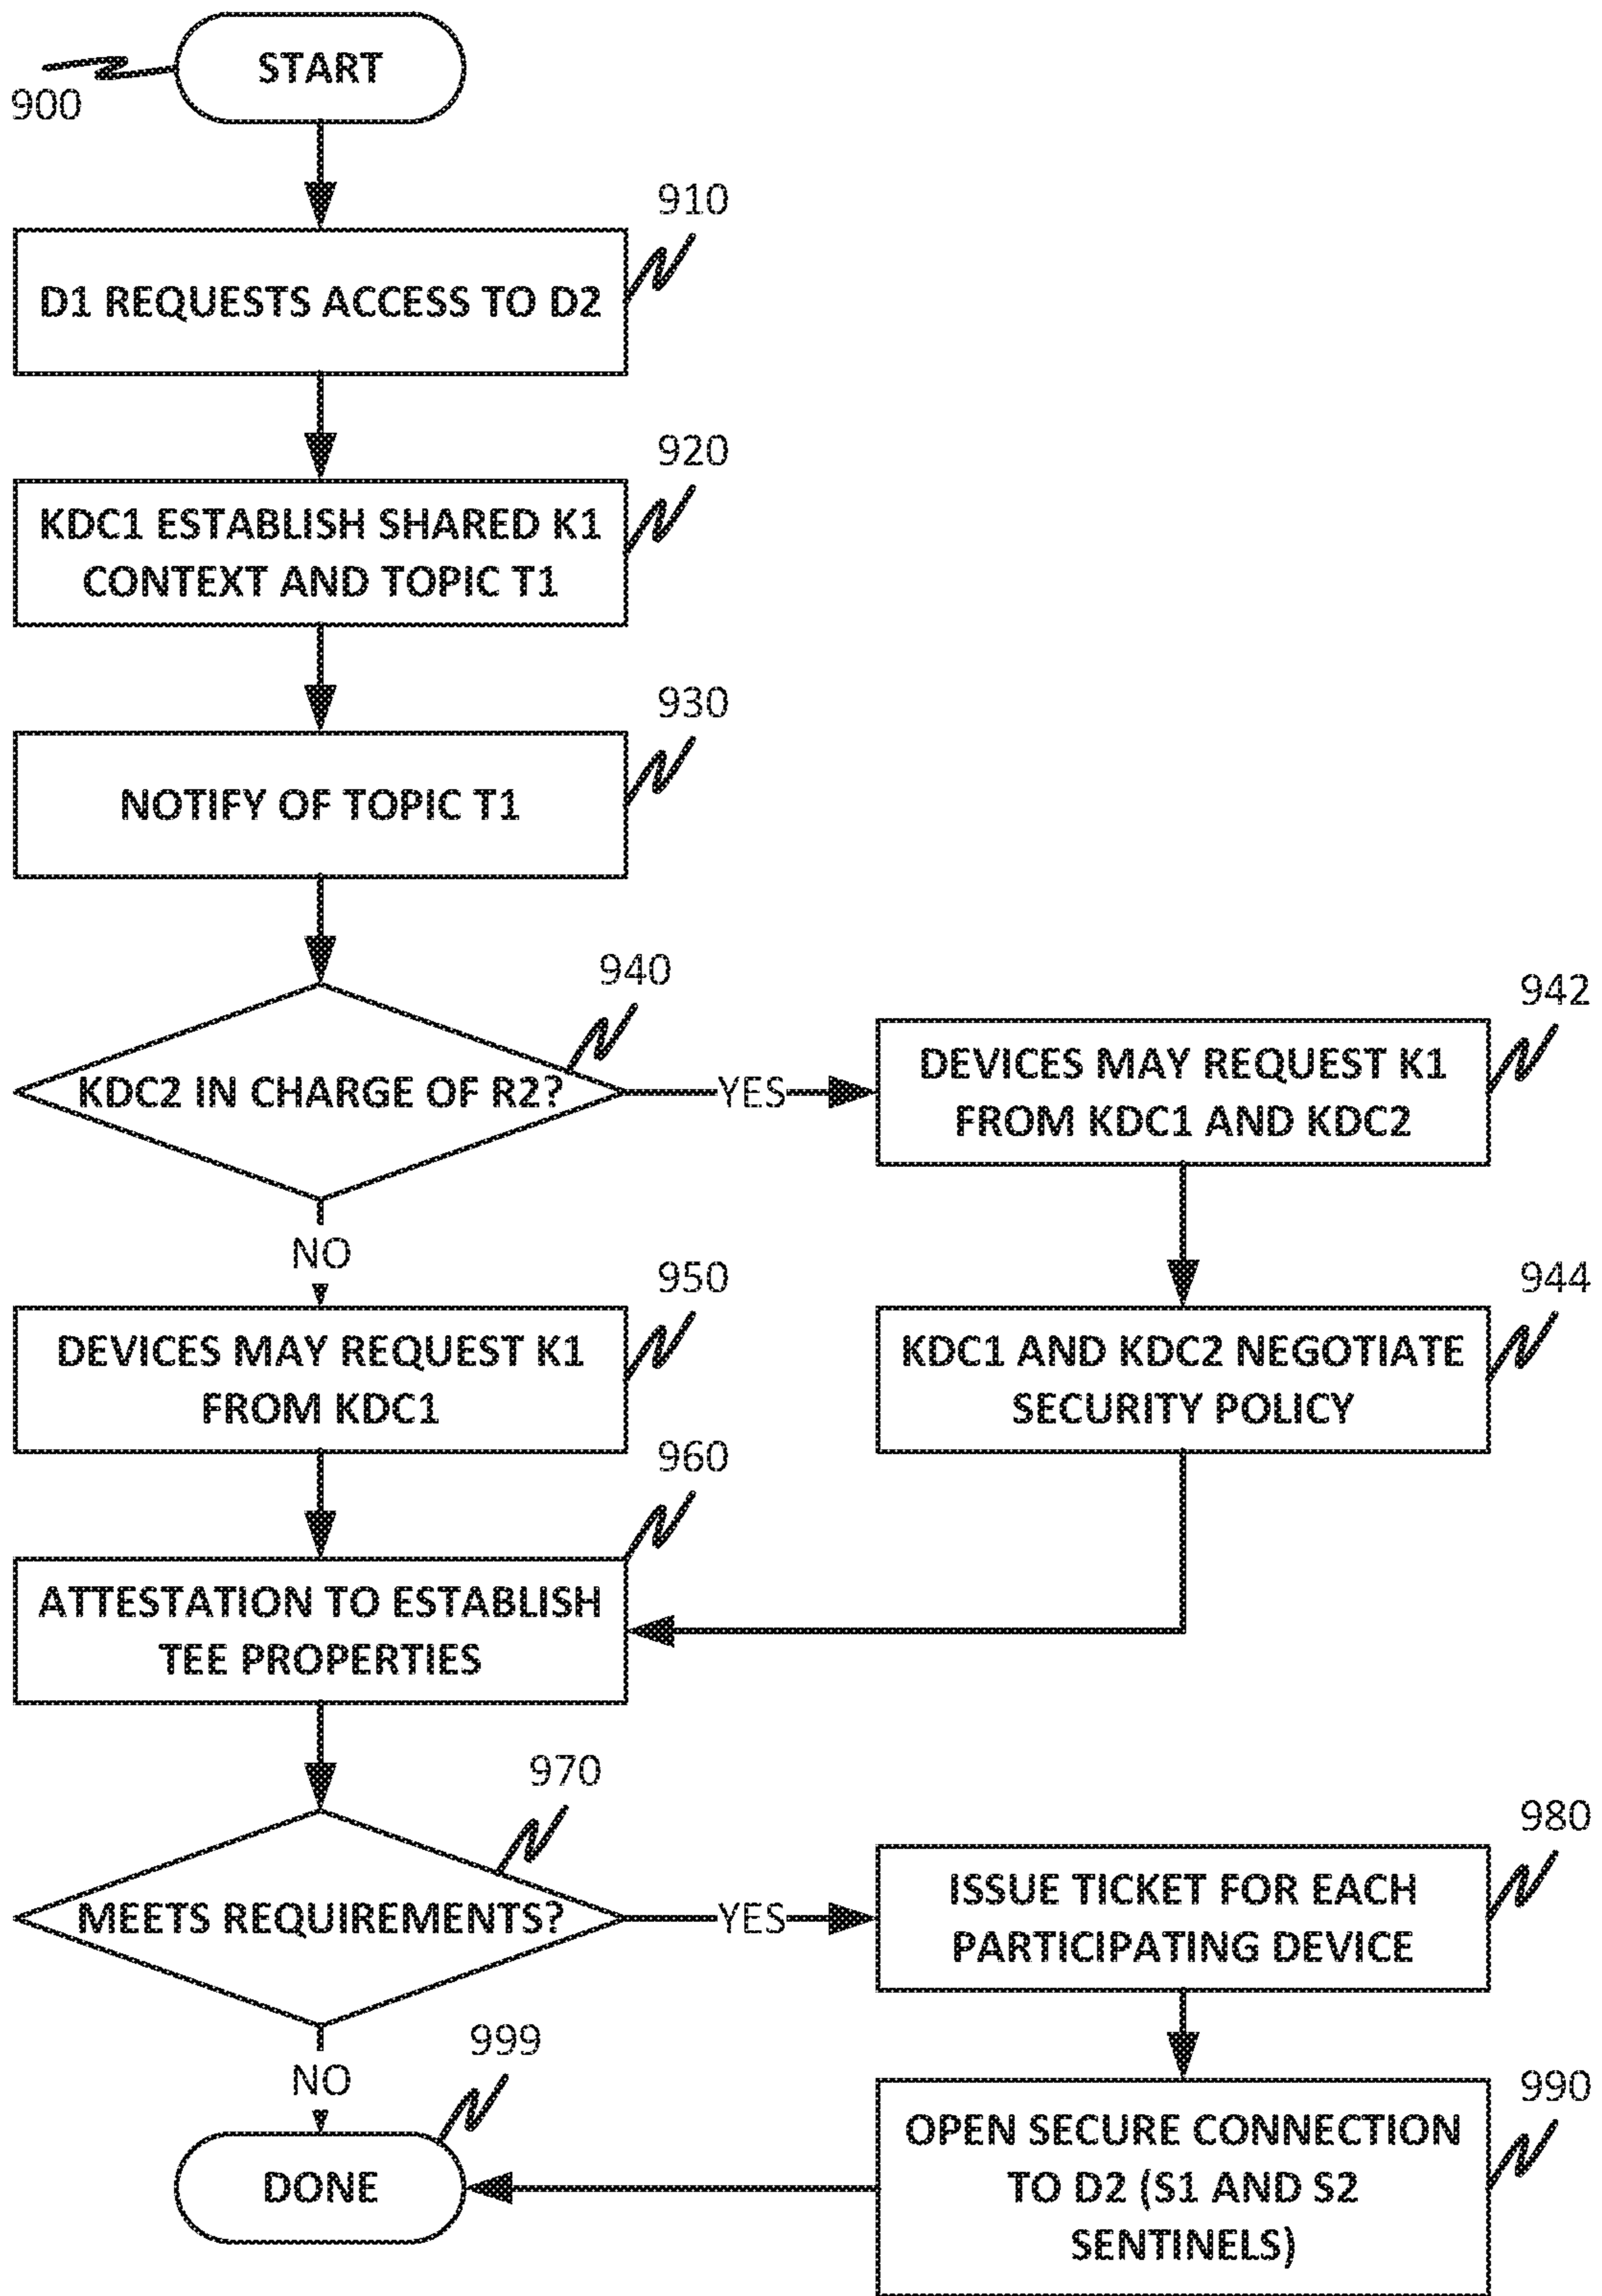 START
900
910
D1 REQUESTS ACCESS TO D2
920
KDC1 ESTABLISH SHARED K1
CONTEXT AND TOPIC T1
930
NOTIFY OF TOPIC T1
940
KDC2 IN CHARGE OF R2?
YES
942
DEVICES MAY REQUEST K1
FROM KDC1 AND KDC2
NO
950
DEVICES MAY REQUEST K1
FROM KDC1
944
KDC1 AND KDC2 NEGOTIATE
SECURITY POLICY
960
ATTESTATION TO ESTABLISH
TEE PROPERTIES
970
MEETS REQUIREMENTS?
YES
980
ISSUE TICKET FOR EACH
PARTICIPATING DEVICE
NO
999
DONE
990
OPEN SECURE CONNECTION
TO D2 (S1 AND S2
SENTINELS)